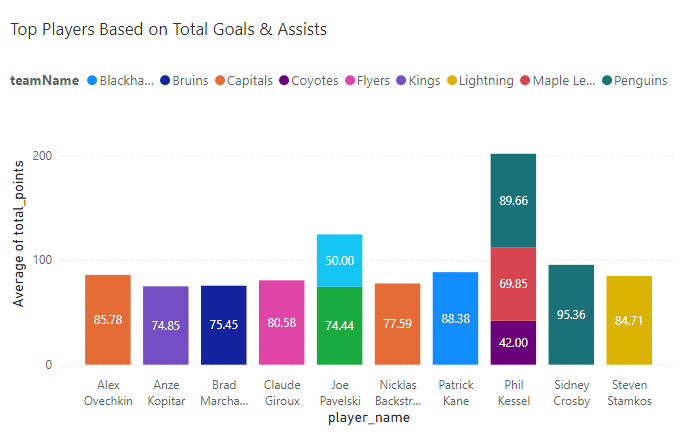 Top Players Based on Total Goals & Assists
teamName Blackha... Bruins Capitals Coyotes Flyers Kings Lightning Maple Le... Penguins
Average of total_points
200
100
0
85.78
74.85
75.45
80.58
50.00
74.44
77.59
88.38
89.66
69.85
42.00
95.36
84.71
Alex
Ovechkin
Anze
Kopitar
Brad
Marcha...
Claude
Giroux
Joe
Pavelski
Nicklas
Backstr...
Patrick
Kane
Phil
Kessel
Sidney
Crosby
Steven
Stamkos
player_name